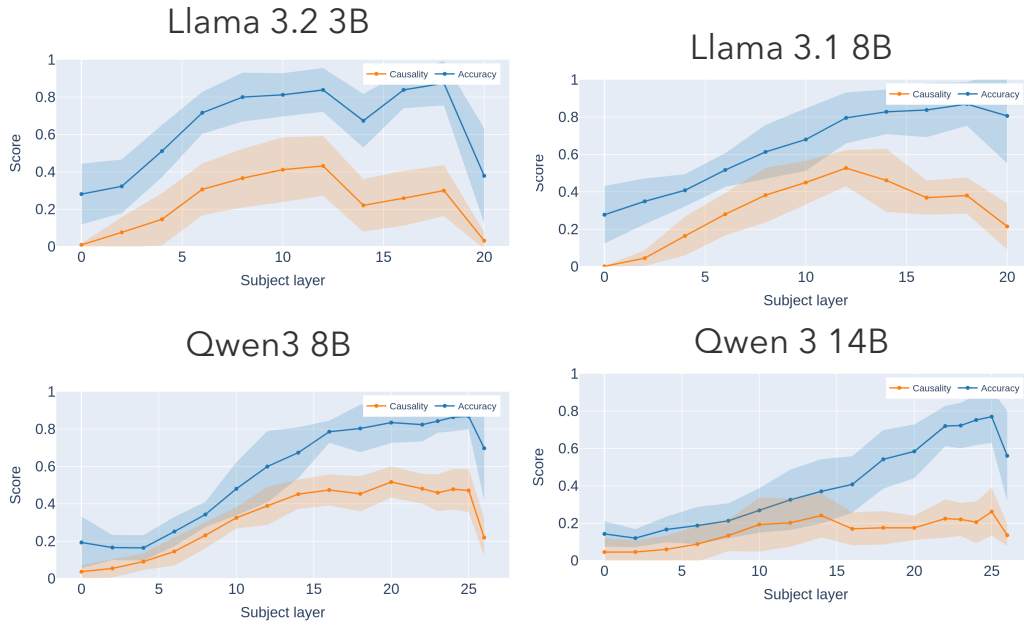 Llama 3.2 3B
1
0.8
0.6
0.4
0.2
0
Score
Causality Accuracy
0 5 10 15 20
Subject layer
Llama 3.1 8B
1
0.8
0.6
0.4
0.2
0
Score
Causality Accuracy
0 5 10 15 20
Subject layer
Qwen3 8B
1
0.8
0.6
0.4
0.2
0
Score
Causality Accuracy
0 5 10 15 20 25
Subject layer
Qwen 3 14B
1
0.8
0.6
0.4
0.2
0
Score
Causality Accuracy
0 5 10 15 20 25
Subject layer